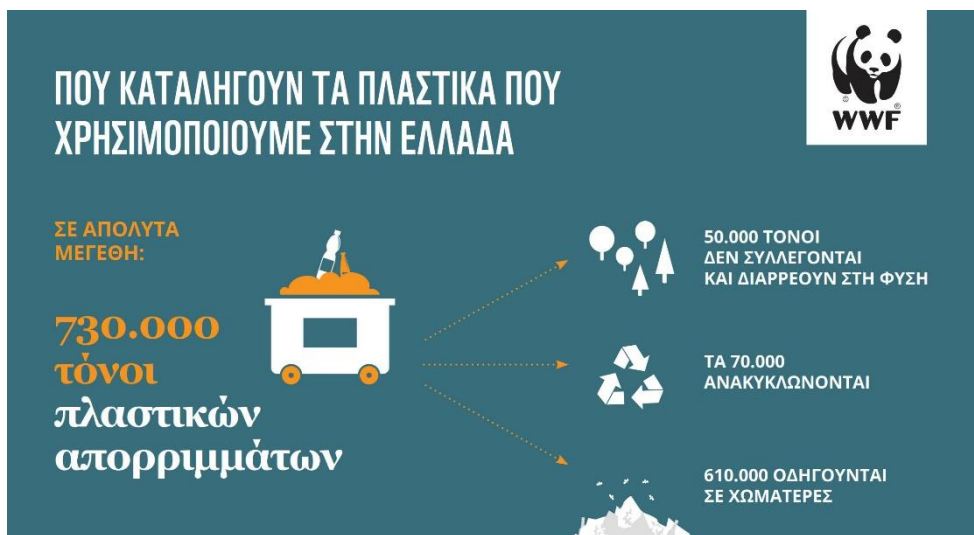 ΠΟΥ ΚΑΤΑΛΗΓΟΥΝ ΤΑ ΠΛΑΣΤΙΚΑ ΠΟΥ
ΧΡΗΣΙΜΟΠΟΙΟΥΜΕ ΣΤΗΝ ΕΛΛΑΔΑ
WWF
ΣΕ ΑΠΟΛΥΤΑ
ΜΕΓΕΘΗ:
730.000
τόνοι
πλαστικών
απορριμμάτων
50.000 ΤΟΝΟΙ
ΔΕΝ ΣΥΛΛΕΓΟΝΤΑΙ
ΚΑΙ ΔΙΑΡΡΕΟΥΝ ΣΤΗ ΦΥΣΗ
ΤΑ 70.000
ΑΝΑΚΥΚΛΩΝΟΝΤΑΙ
610.000 ΟΔΗΓΟΥΝΤΑΙ
ΣΕ ΧΩΜΑΤΕΡΕΣ